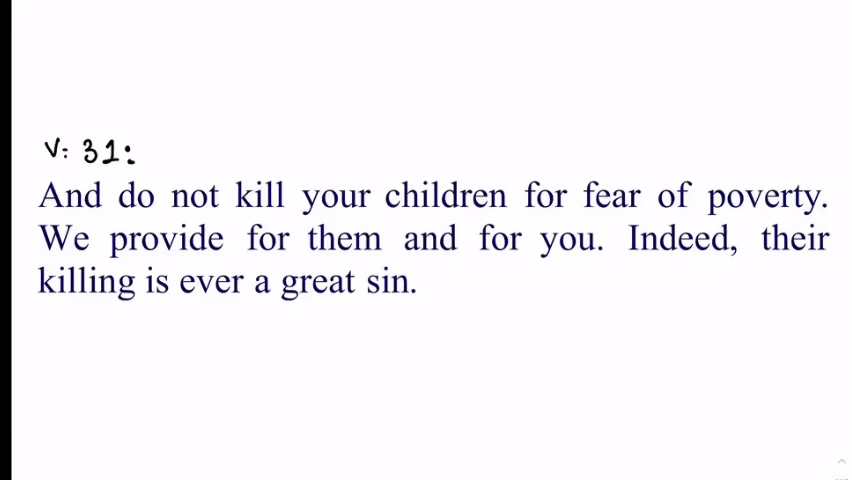 V: 31:
And do not kill your children for fear of poverty.
We provide for them and for you. Indeed, their
killing is ever a great sin.